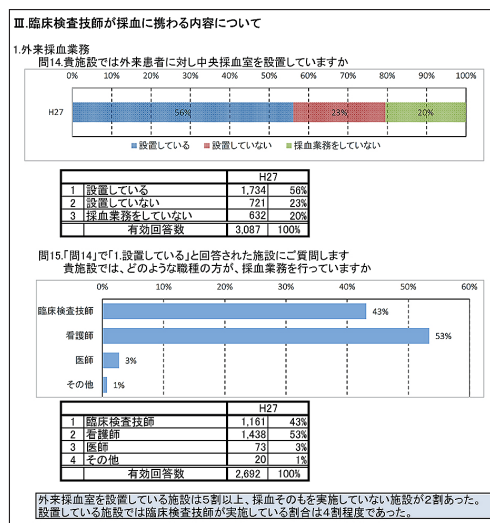 Ⅲ.臨床検査技師が採血に携わる内容について
1.外来採血業務
問14.貴施設では外来患者に対し中央採血室を設置していますか
0% 10% 20% 30% 40% 50% 60% 70% 80% 90% 100%
H27 56% 23% 20%
設置している 設置していない 採血業務をしていない
H27
1 設置している 1,734 56%
2 設置していない 721 23%
3 採血業務をしていない 632 20%
有効回答数 3,087 100%
問15.「問14」で「1.設置している」と回答された施設にご質問します
貴施設では、どのような職種の方が、採血業務を行っていますか
0% 10% 20% 30% 40% 50% 60%
臨床検査技師 43%
看護師 53%
医師 3%
その他 1%
H27
1 臨床検査技師 1,161 43%
2 看護師 1,438 53%
3 医師 73 3%
4 その他 20 1%
有効回答数 2,692 100%
外来採血室を設置している施設は5割以上、採血そのもを実施していない施設が2割あった。
設置している施設では臨床検査技師が実施している割合は4割程度であった。